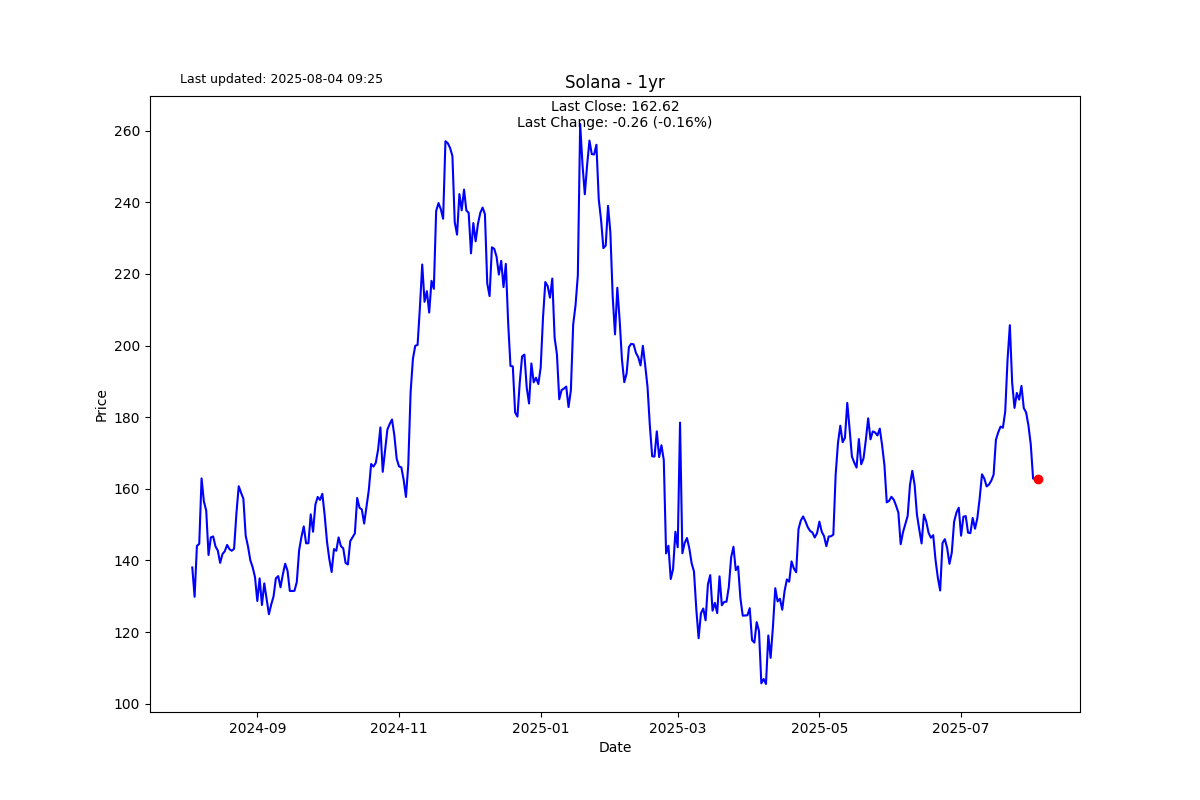 Last updated: 2025-08-04 09:25
Solana - 1yr
Last Close: 162.62
Last Change: -0.26 (-0.16%)
260
240
220
200
180
160
140
120
100
Price
2024-09
2024-11
2025-01
2025-03
2025-05
2025-07
Date